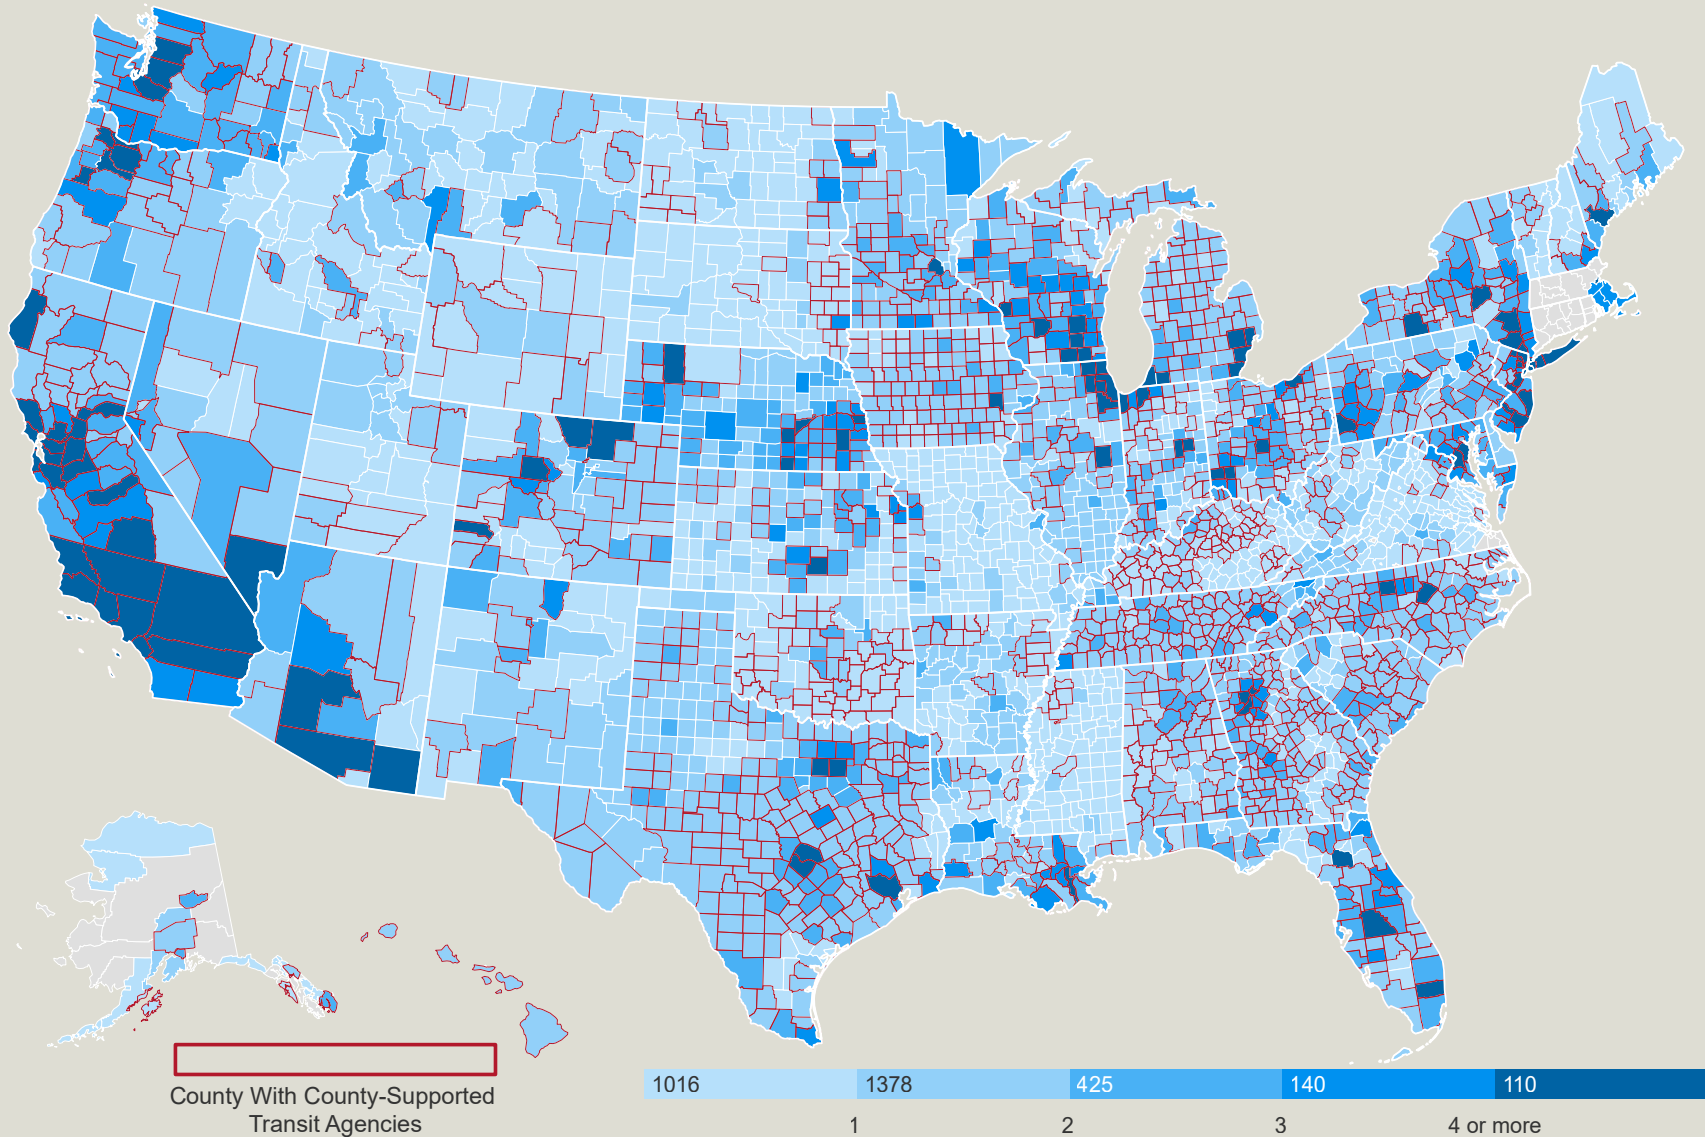 1016 1378 425 140 110
1 2 3 4 or more
County With County-Supported
Transit Agencies